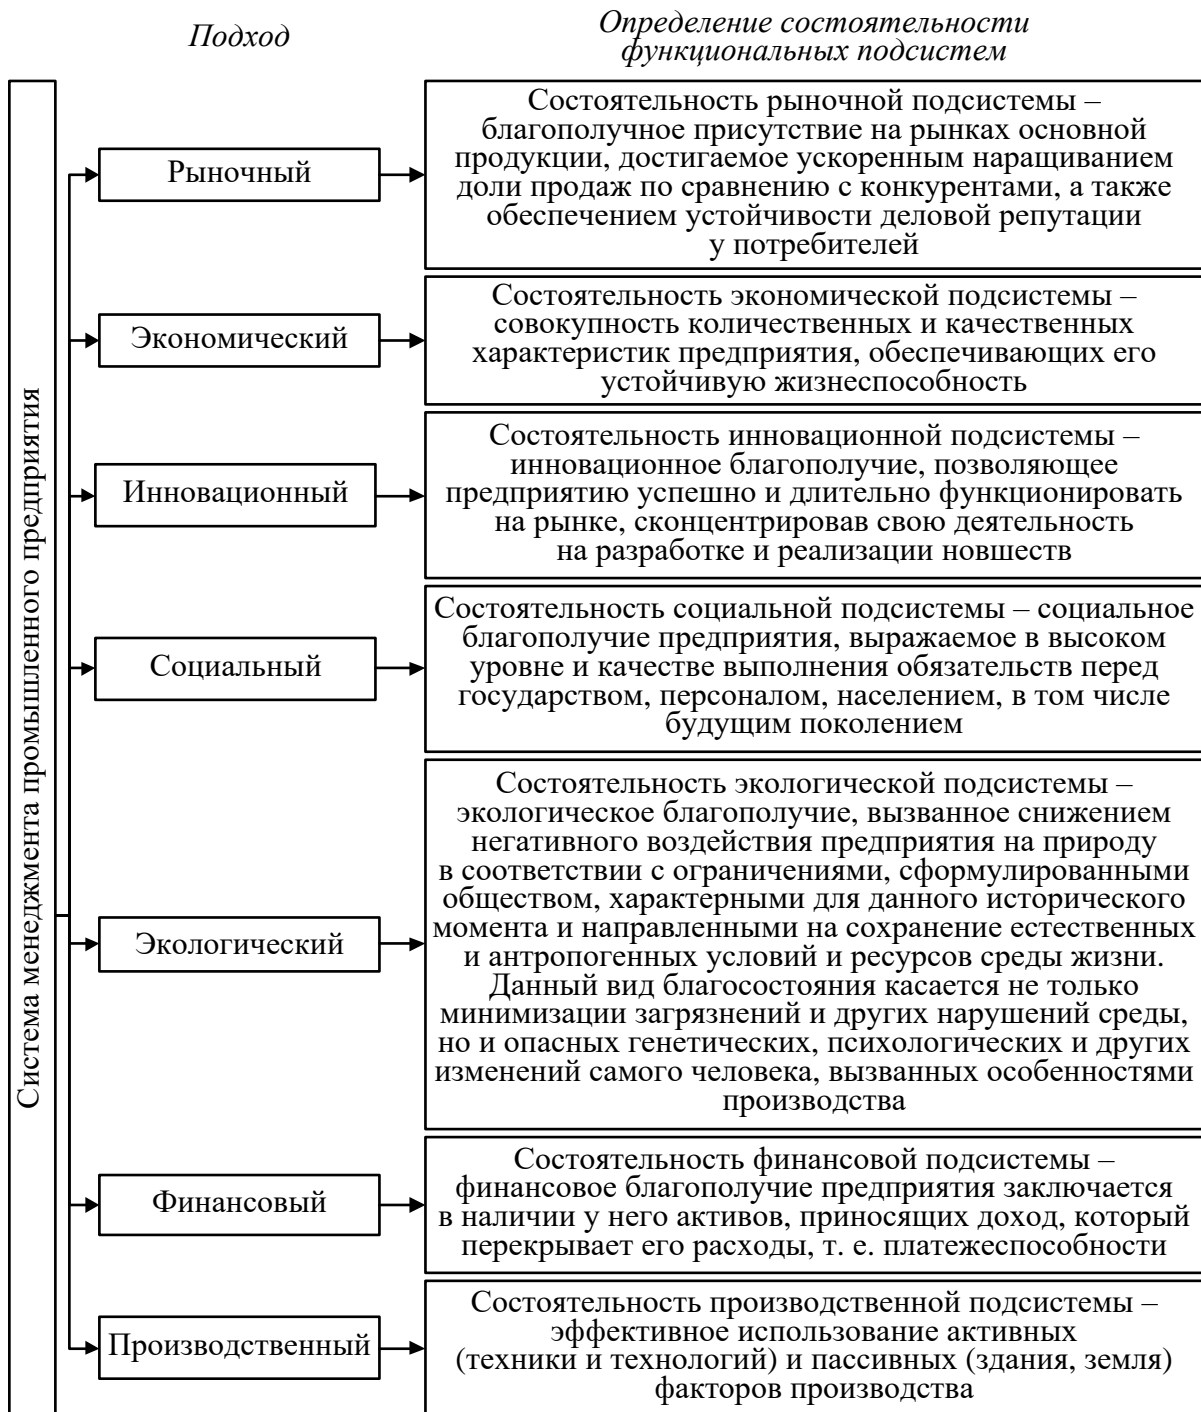 Подход
Определение состоятельности
функциональных подсистем
Система менеджмента промышленного предприятия
Рыночный
Состоятельность рыночной подсистемы –
благополучное присутствие на рынках основной
продукции, достигаемое ускоренным наращиванием
доли продаж по сравнению с конкурентами, а также
обеспечением устойчивости деловой репутации
у потребителей
Экономический
Состоятельность экономической подсистемы –
совокупность количественных и качественных
характеристик предприятия, обеспечивающих его
устойчивую жизнеспособность
Инновационный
Состоятельность инновационной подсистемы –
инновационное благополучие, позволяющее
предприятию успешно и длительно функционировать
на рынке, сконцентрировав свою деятельность
на разработке и реализации новшеств
Социальный
Состоятельность социальной подсистемы – социальное
благополучие предприятия, выражаемое в высоком
уровне и качестве выполнения обязательств перед
государством, персоналом, населением, в том числе
будущим поколением
Экологический
Состоятельность экологической подсистемы –
экологическое благополучие, вызванное снижением
негативного воздействия предприятия на природу
в соответствии с ограничениями, сформулированными
обществом, характерными для данного исторического
момента и направленными на сохранение естественных
и антропогенных условий и ресурсов среды жизни.
Данный вид благосостояния касается не только
минимизации загрязнений и других нарушений среды,
но и опасных генетических, психологических и других
изменений самого человека, вызванных особенностями
производства
Финансовый
Состоятельность финансовой подсистемы –
финансовое благополучие предприятия заключается
в наличии у него активов, приносящих доход, который
перекрывает его расходы, т. е. платежеспособности
Производственный
Состоятельность производственной подсистемы –
эффективное использование активных
(техники и технологий) и пассивных (здания, земля)
факторов производства